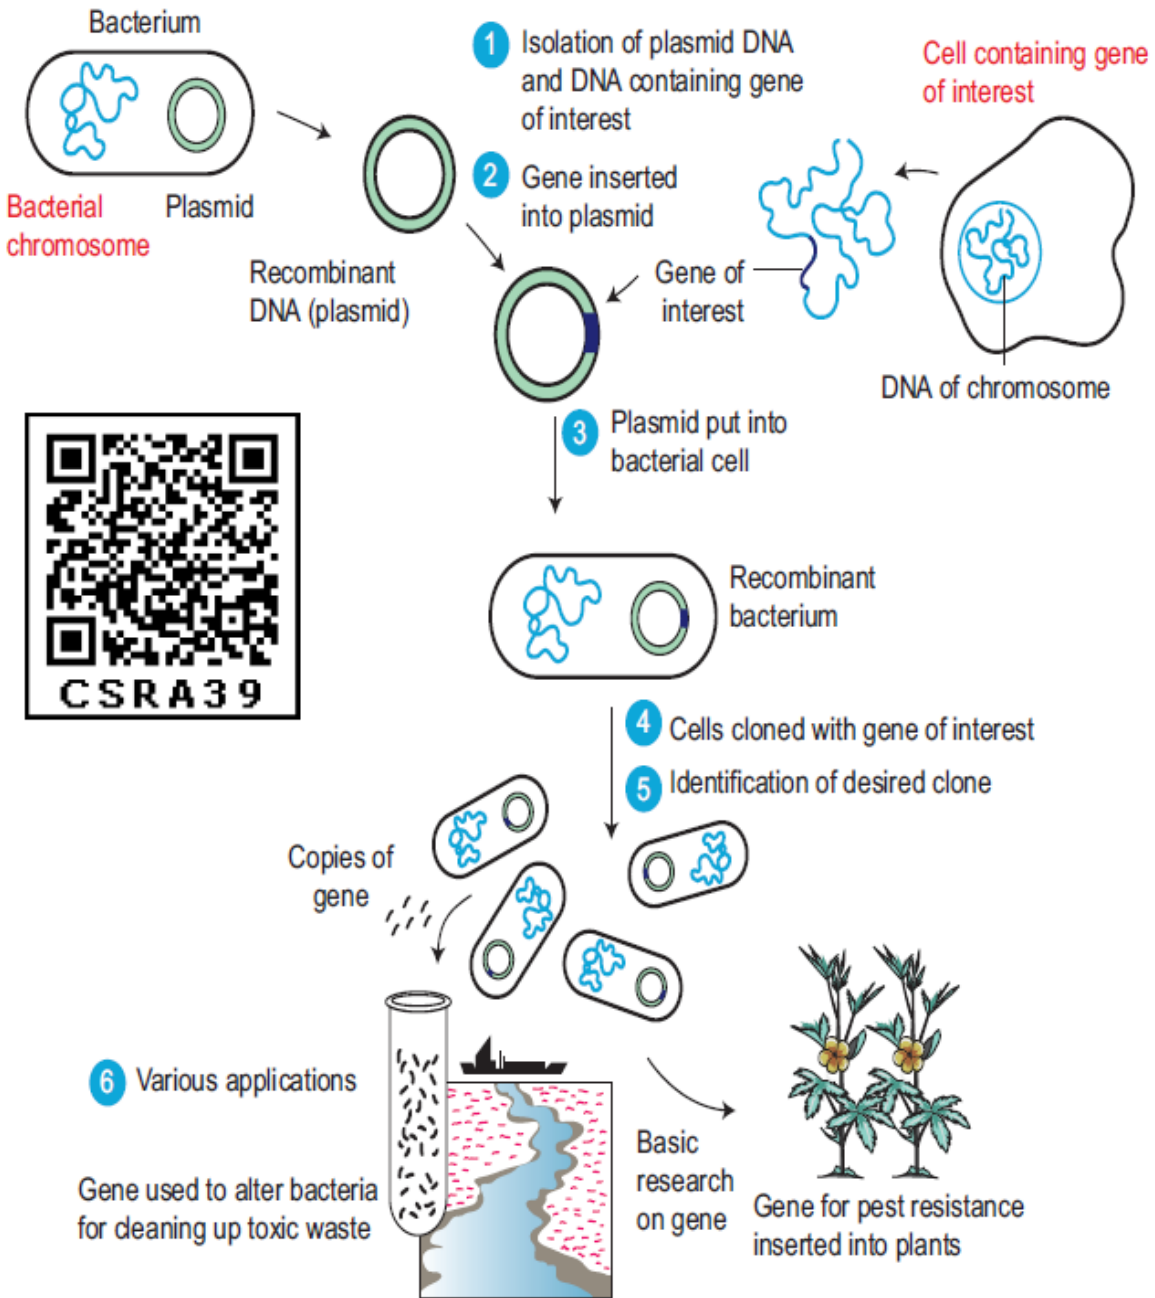 Bacterium
1 Isolation of plasmid DNA
and DNA containing gene
of interest
Cell containing gene
of interest
Bacterial
chromosome
Plasmid
2 Gene inserted
into plasmid
Recombinant
DNA (plasmid)
Gene of
interest
DNA of chromosome
3 Plasmid put into
bacterial cell
CSRA39
Recombinant
bacterium
4 Cells cloned with gene of interest
5 Identification of desired clone
Copies of
gene
6 Various applications
Gene used to alter bacteria
for cleaning up toxic waste
Basic
research
on gene
Gene for pest resistance
inserted into plants